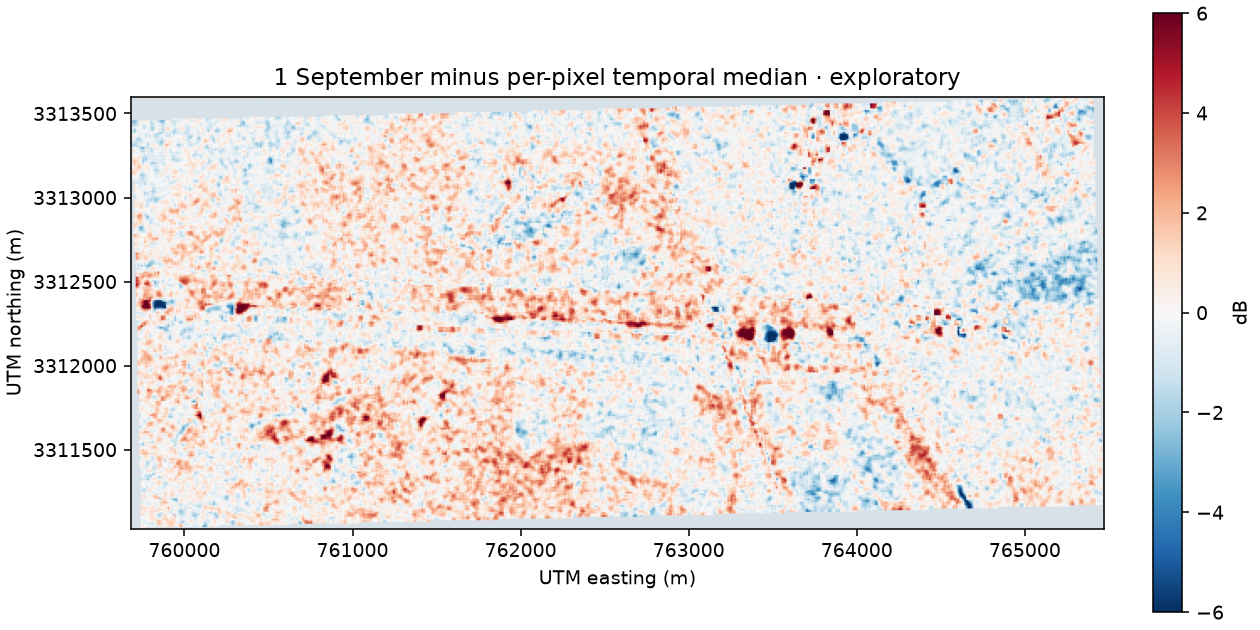 1 September minus per-pixel temporal median · exploratory
6
4
2
0
−2
−4
−6
dB
3313500
3313000
3312500
3312000
3311500
UTM northing (m)
760000 761000 762000 763000 764000 765000
UTM easting (m)